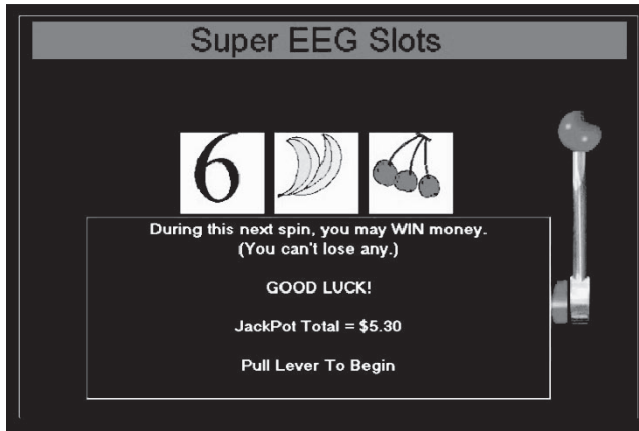 Super EEG Slots
6
During this next spin, you may WIN money.
(You can't lose any.)
GOOD LUCK!
JackPot Total = $5.30
Pull Lever To Begin